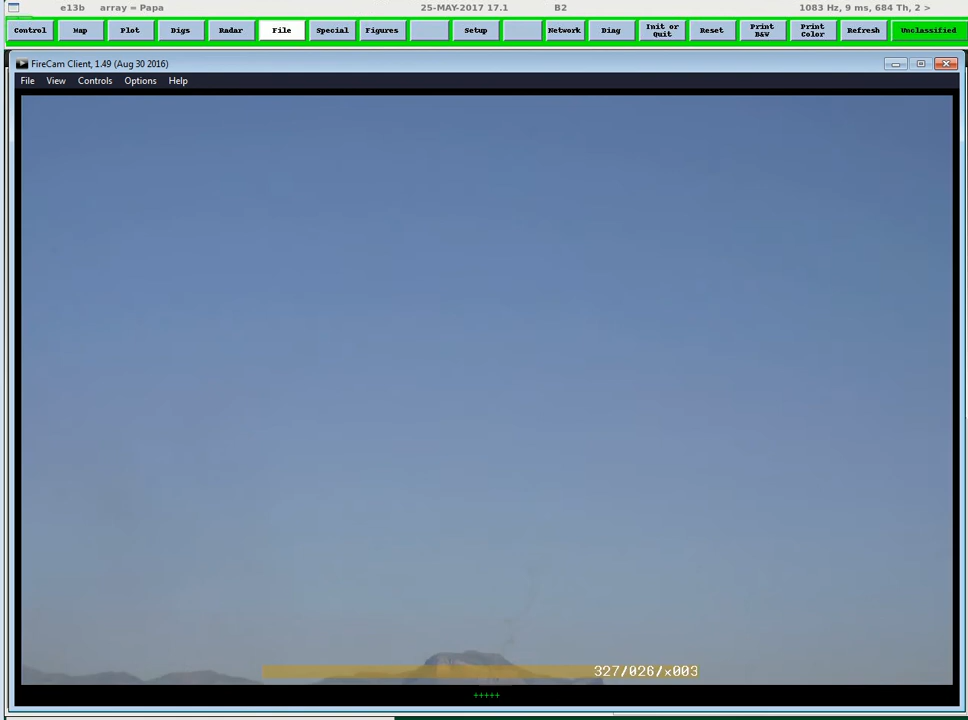 e13b array = Papa 25-MAY-2017 17.1 B2 1083 Hz, 9 ms, 684 Th, 2 >
Control Map Plot Digs Radar File Special Figures Setup Network Diag Init or Quit Reset Print B&W Print Color Refresh Unclassified
FireCam Client, 1.49 (Aug 30 2016)
File View Controls Options Help
327/026/x003
+++++